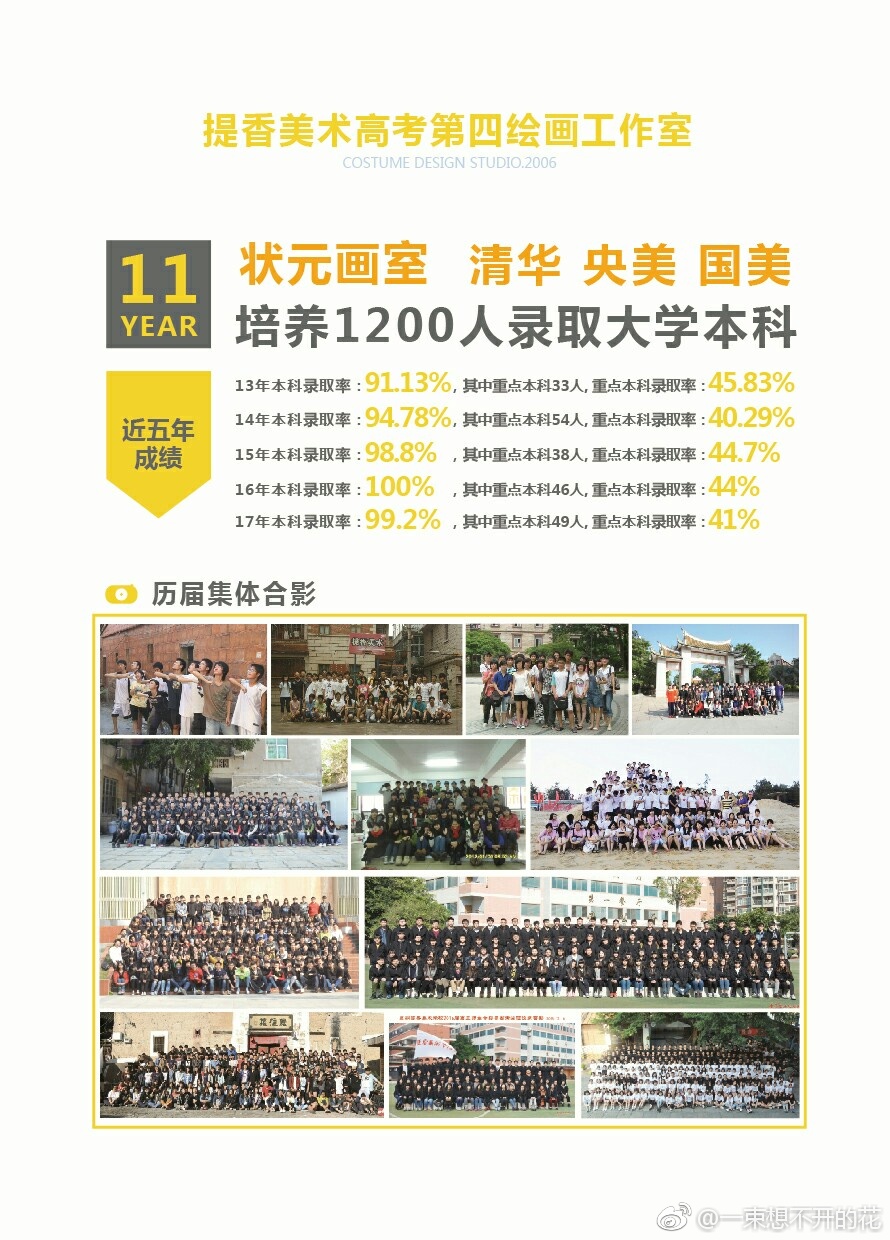 提香美术高考第四绘画工作室
COSTUME DESIGN STUDIO.2006
11
YEAR
状元画室 清华 央美 国美
培养1200人录取大学本科
近五年
成绩
13年本科录取率：91.13%，其中重点本科33人，重点本科录取率：45.83%
14年本科录取率：94.78%，其中重点本科54人，重点本科录取率：40.29%
15年本科录取率：98.8%，其中重点本科38人，重点本科录取率：44.7%
16年本科录取率：100%，其中重点本科46人，重点本科录取率：44%
17年本科录取率：99.2%，其中重点本科49人，重点本科录取率：41%
历届集体合影
提香美术
第一餐厅
@一束想不开的花